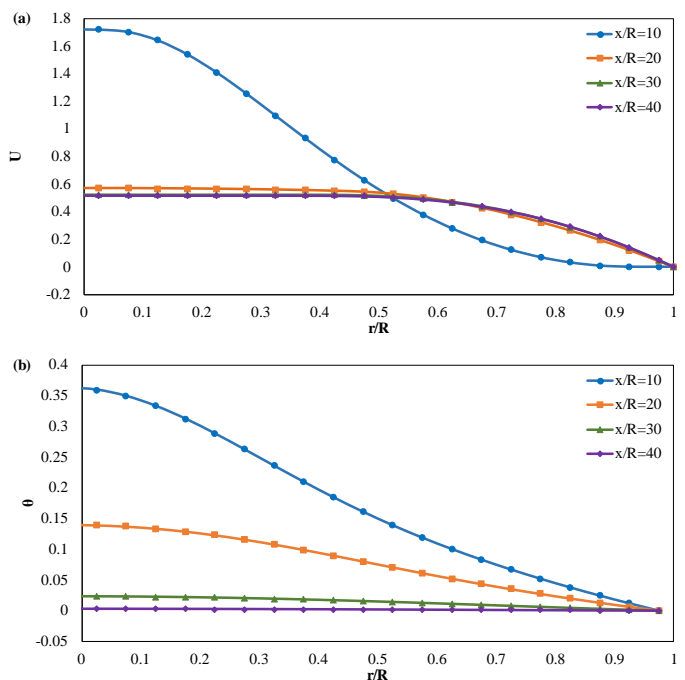 (a)
1.8
1.6
1.4
1.2
1
0.8
0.6
0.4
0.2
0
-0.2
U
x/R=10
x/R=20
x/R=30
x/R=40
0 0.1 0.2 0.3 0.4 0.5 0.6 0.7 0.8 0.9 1
r/R
(b)
0.4
0.35
0.3
0.25
0.2
0.15
0.1
0.05
0
-0.05
θ
x/R=10
x/R=20
x/R=30
x/R=40
0 0.1 0.2 0.3 0.4 0.5 0.6 0.7 0.8 0.9 1
r/R